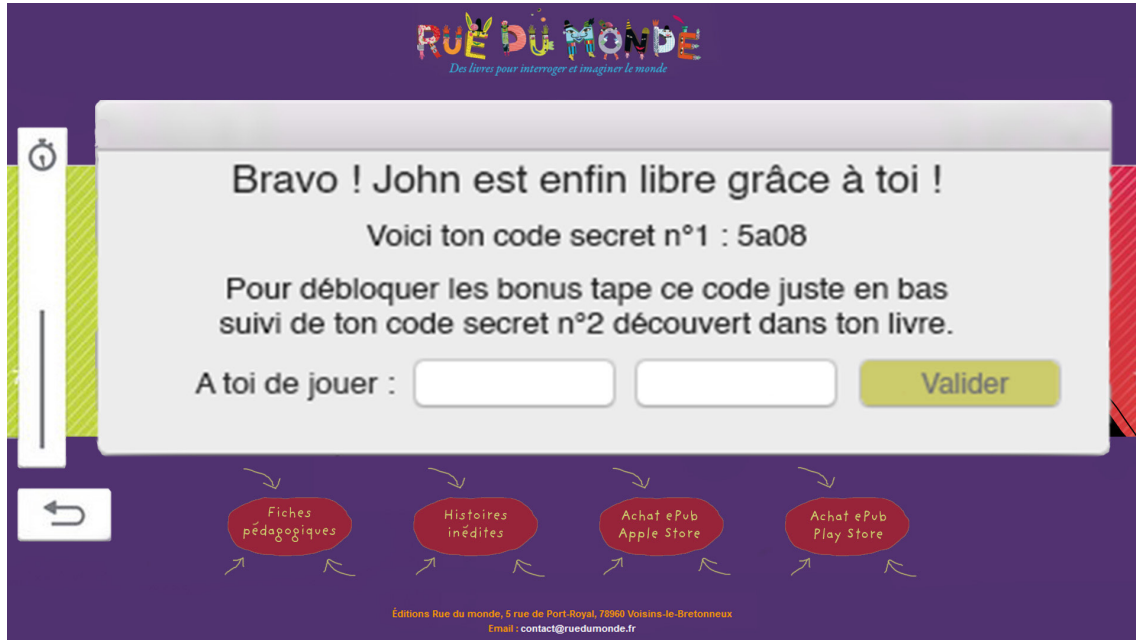 RUE DU MONDE
Des livres pour interroger et imaginer le monde
Bravo ! John est enfin libre grâce à toi !
Voici ton code secret n°1 : 5a08
Pour débloquer les bonus tape ce code juste en bas
suivi de ton code secret n°2 découvert dans ton livre.
A toi de jouer :
Valider
Fiches
pédagogiques
Histoires
inédites
Achat ePub
Apple Store
Achat ePub
Play Store
Éditions Rue du monde, 5 rue de Port-Royal, 78960 Voisins-le-Bretonneux
Email : contact@ruedumonde.fr